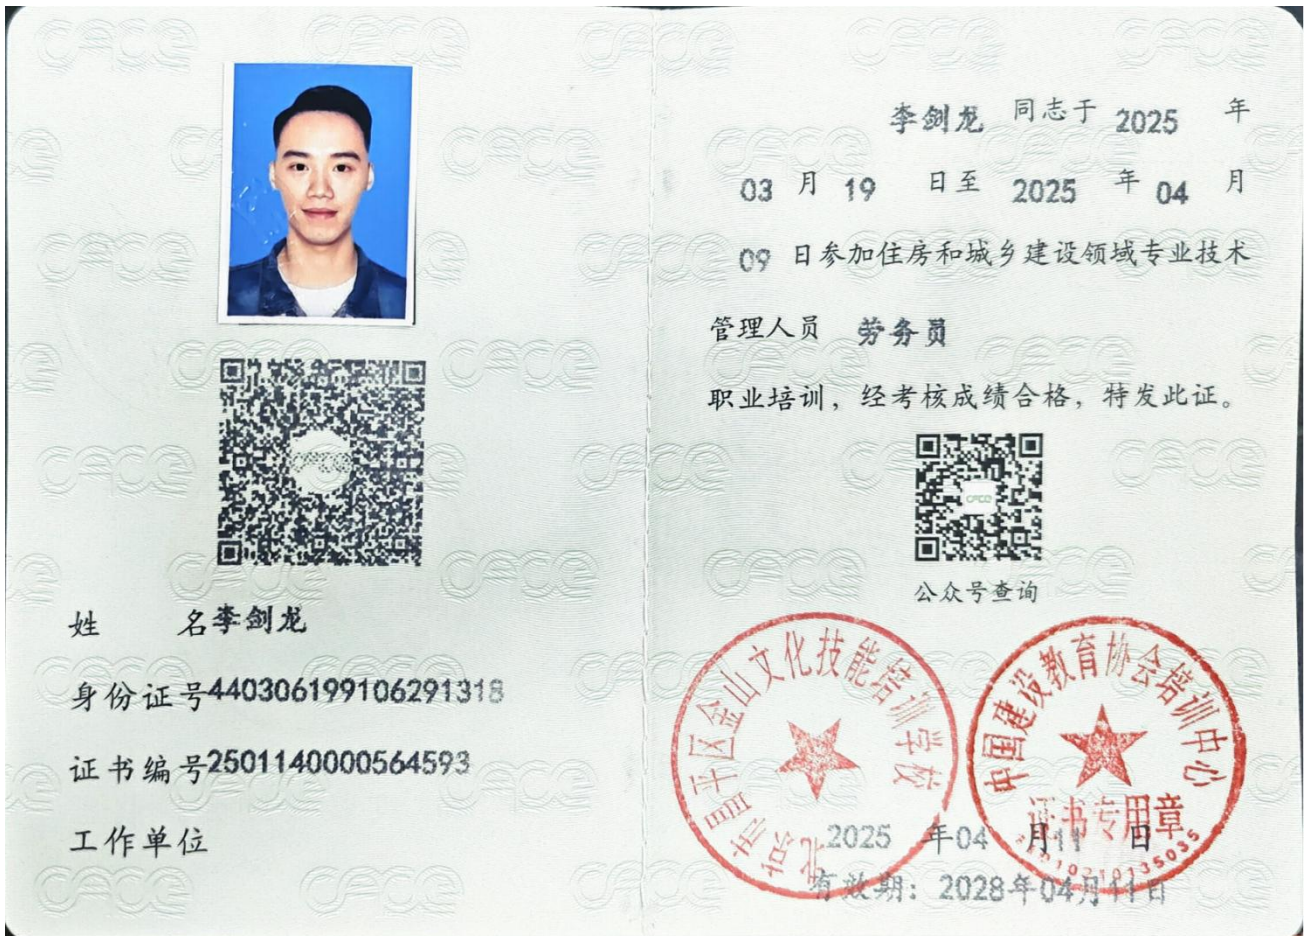 李剑龙 同志于 2025 年
03 月 19 日至 2025 年 04 月
09 日参加住房和城乡建设领域专业技术
管理人员 劳务员
职业培训，经考核成绩合格，特发此证。
公众号查询
姓 名李剑龙
身份证号440306199106291318
证书编号2501140000564593
工作单位
北京市昌平区金山文化技能培训学校
中国建设教育协会培训中心
证书专用章
2025 年04 月11 日
有效期：2028年04月11日